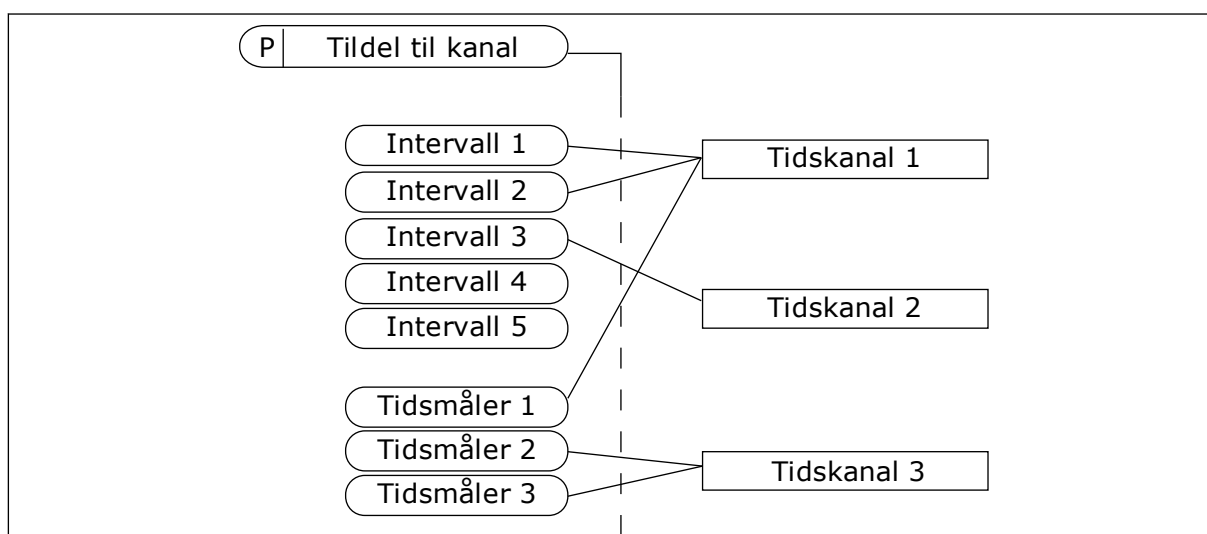 P Tildel til kanal
Intervall 1
Tidskanal 1
Intervall 2
Intervall 3
Intervall 4
Tidskanal 2
Intervall 5
Tidsmåler 1
Tidsmåler 2
Tidskanal 3
Tidsmåler 3